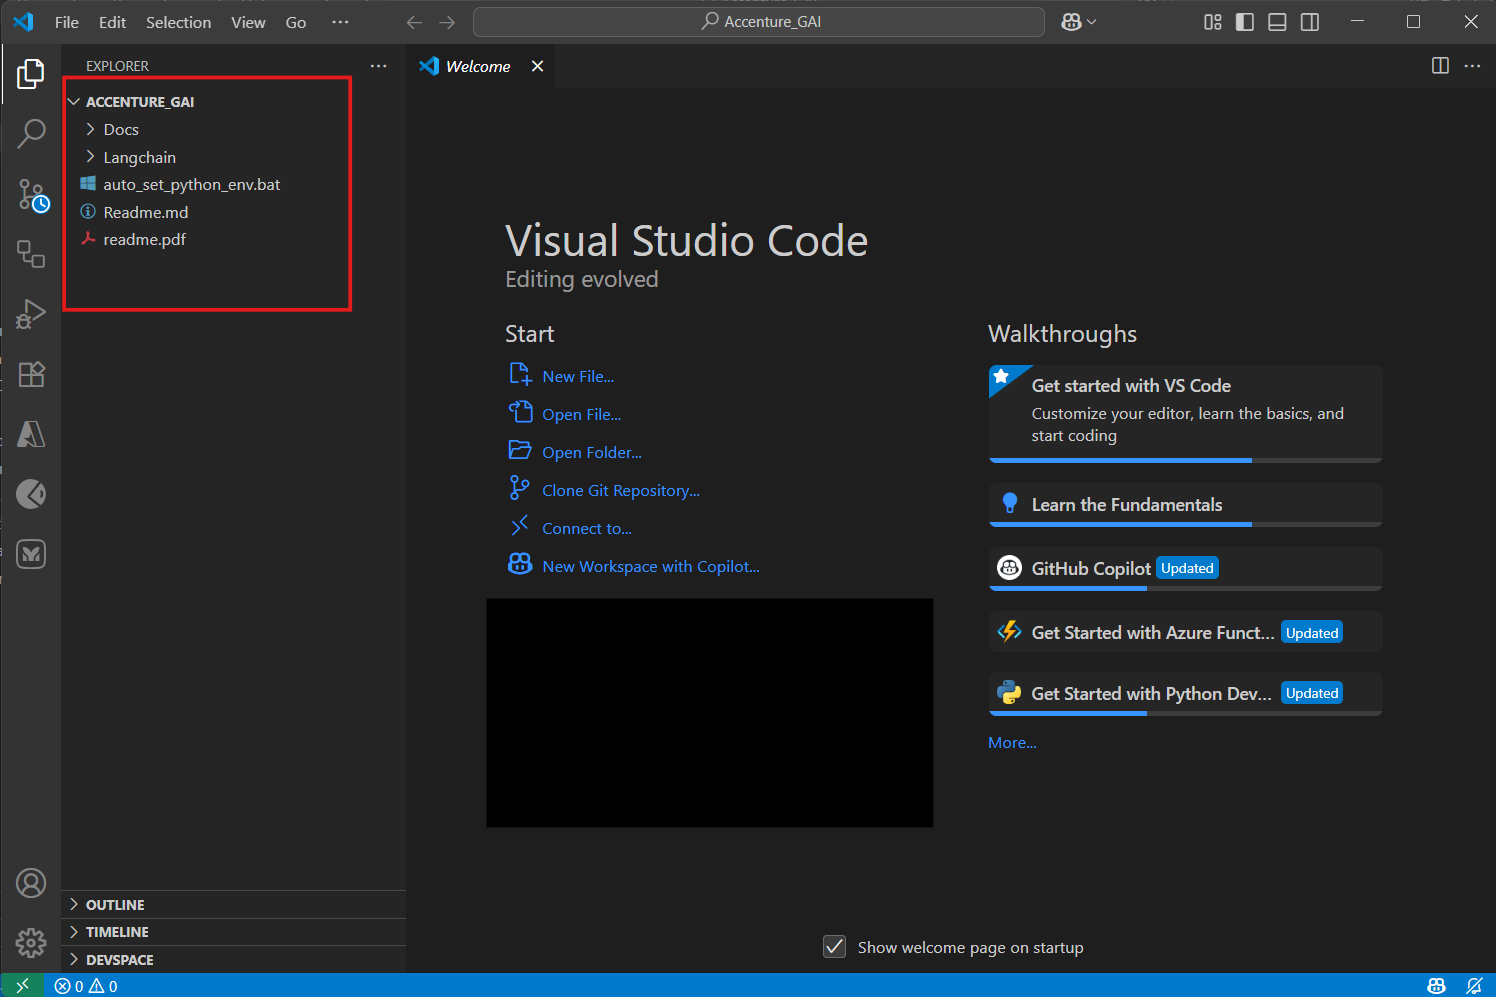 File Edit Selection View Go ···
Accenture_GAI
EXPLORER
Welcome
ACCENTURE_GAI
Docs
Langchain
auto_set_python_env.bat
Readme.md
readme.pdf
Visual Studio Code
Editing evolved
Start
New File...
Open File...
Open Folder...
Clone Git Repository...
Connect to...
New Workspace with Copilot...
Walkthroughs
Get started with VS Code
Customize your editor, learn the basics, and
start coding
Learn the Fundamentals
GitHub Copilot Updated
Get Started with Azure Funct... Updated
Get Started with Python Dev... Updated
More...
OUTLINE
TIMELINE
DEVSPACE
Show welcome page on startup
0 0